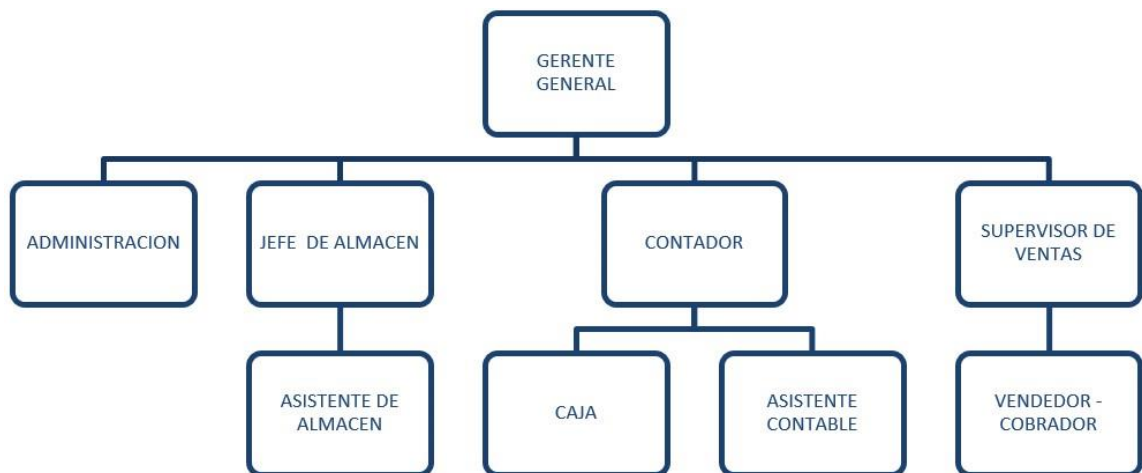 GERENTE
GENERAL
ADMINISTRACION
JEFE DE ALMACEN
CONTADOR
SUPERVISOR DE
VENTAS
ASISTENTE DE
ALMACEN
CAJA
ASISTENTE
CONTABLE
VENDEDOR -
COBRADOR